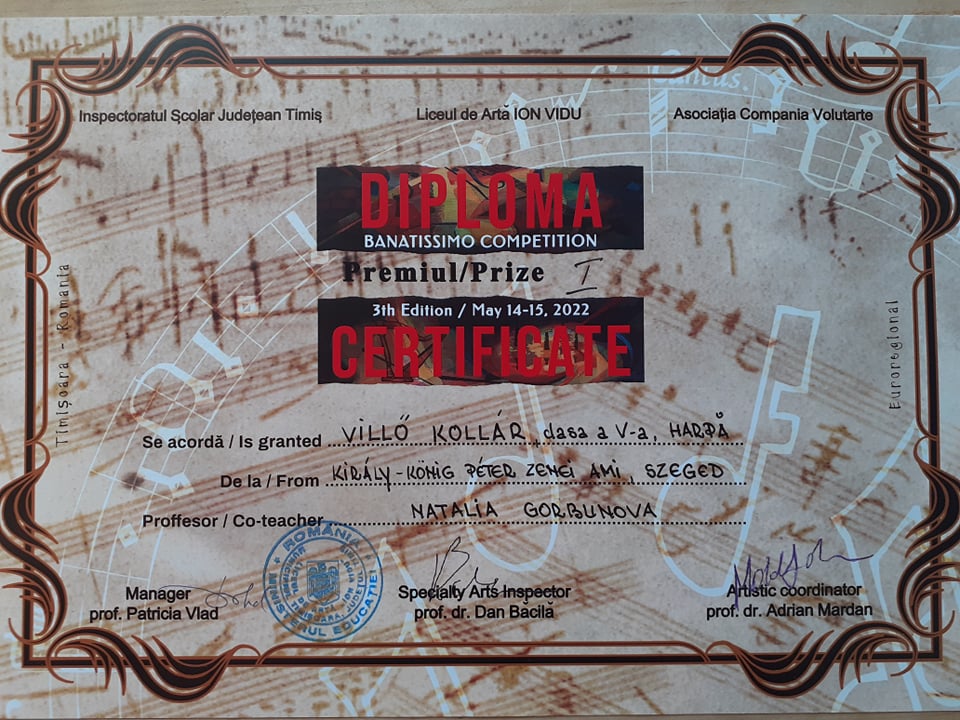 Inspectoratul Școlar Județean Timiș
Liceul de Artă ION VIDU
Asociația Compania Volutarte
DIPLOMA
BANATISSIMO COMPETITION
Premiul/Prize I
3th Edition / May 14-15, 2022
CERTIFICATE
Timișoara - Romania
Euroregional
Se acordă / Is granted VILLŐ KOLLÁR, clasa a V-a, HARPĂ
De la / From KIRÁLY-KÖNIG PÉTER ZENEI AMI, SZEGED
Proffesor / Co-teacher NATALIA GORBUNOVA
ROMÂNIA
MINISTERUL EDUCAȚIEI
Manager
prof. Patricia Vlad
Specialty Arts Inspector
prof. dr. Dan Băcilă
Artistic coordinator
prof. dr. Adrian Mardan